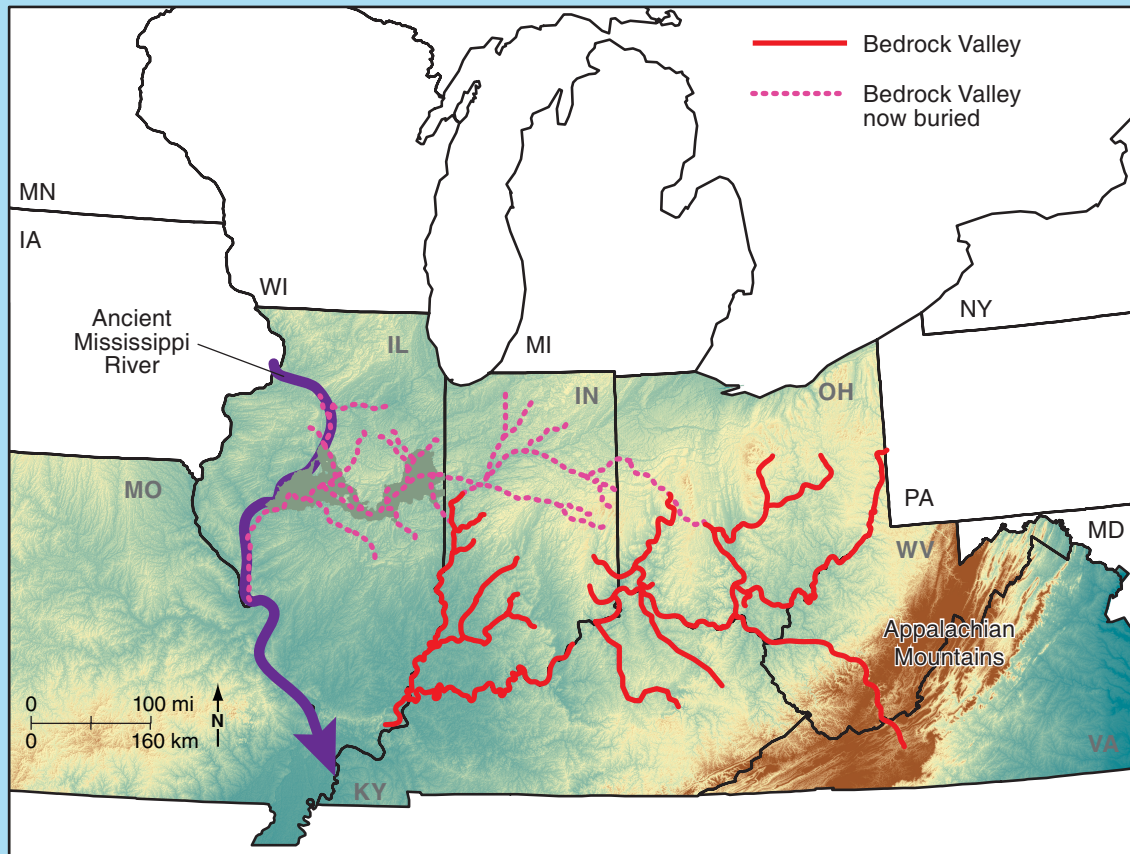 Bedrock Valley
Bedrock Valley
now buried
MN
IA
WI
Ancient
Mississippi
River
IL
MI
NY
IN
OH
MO
PA
MD
WV
Appalachian
Mountains
0
100 mi
N
0
160 km
KY
VA